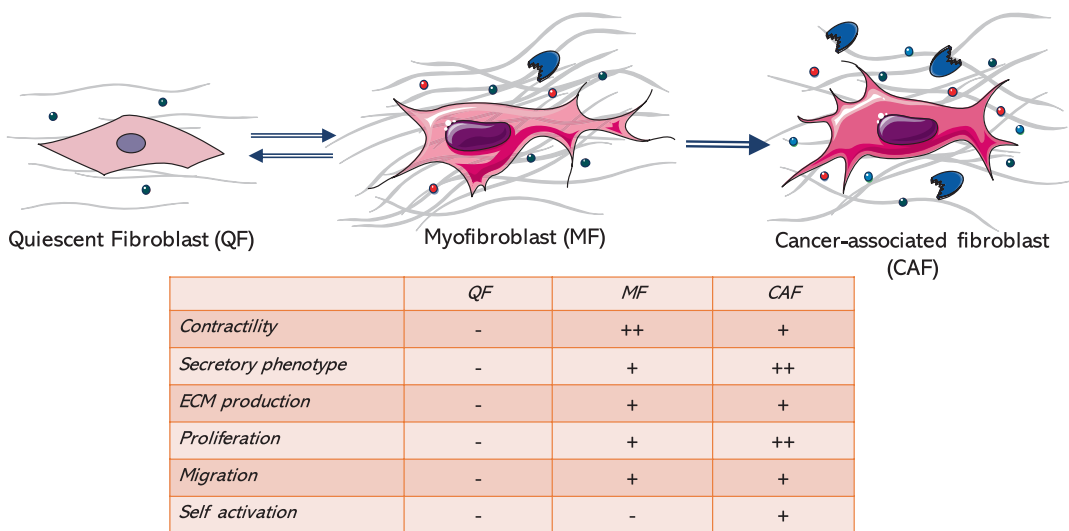 Quiescent Fibroblast (QF)
Myofibroblast (MF)
Cancer-associated fibroblast
(CAF)
QF MF CAF
Contractility - ++ +
Secretory phenotype - + ++
ECM production - + +
Proliferation - + ++
Migration - + +
Self activation - - +